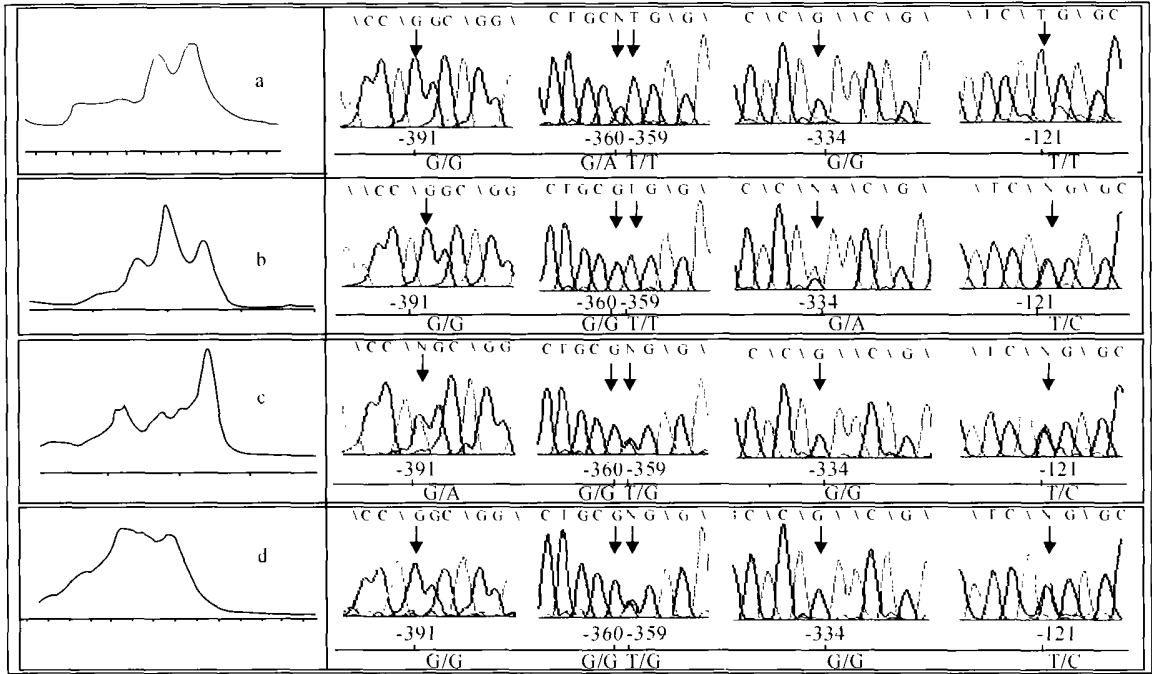 a
A C C A G G C A G G A
C T G C N T G A G A
C A C A G A A C A G A
A T C A T G A G C
-391
-360 -359
-334
-121
G/G
G/A T/T
G/G
T/T
b
A C C A G G C A G G
C T G C G T G A G A
C A C A N A A C A G A
A T C A N G A G C
-391
-360 -359
-334
-121
G/G
G/G T/T
G/A
T/C
c
A C C A N G C A G G
C T G C G N G A G A
C A C A G A A C A G A
A T C A N G A G C
-391
-360 -359
-334
-121
G/A
G/G T/G
G/G
T/C
d
A C C A G G C A G G A
C T G C G N G A G A
G C A C A G A A C A G A
A T C A N G A G C
-391
-360 -359
-334
-121
G/G
G/G T/G
G/G
T/C